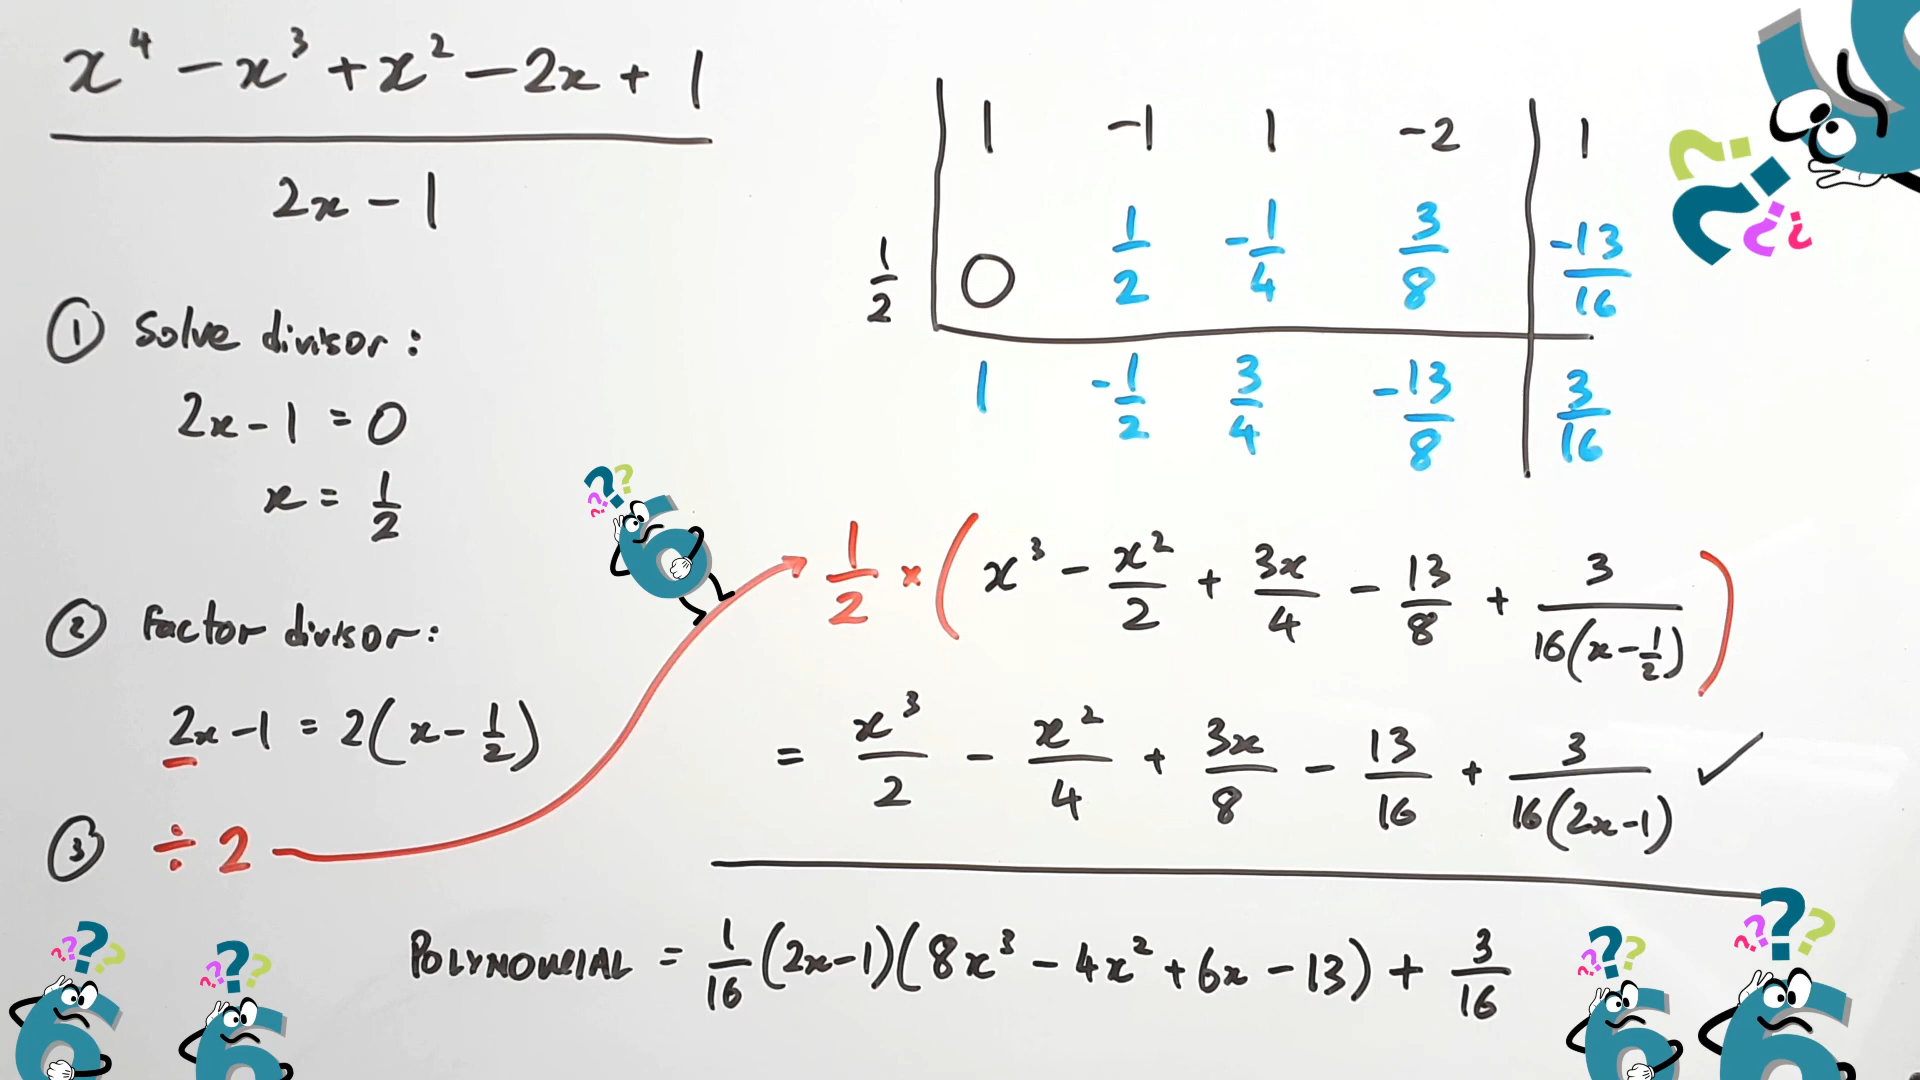 x⁴ - x³ + x² - 2x + 1
2x - 1
① Solve divisor:
2x - 1 = 0
x = 1/2
② Factor divisor:
2x - 1 = 2(x - 1/2)
③ ÷ 2
1 -1 1 -2 1
1/2 0 1/2 -1/4 3/8 -13/16
1 -1/2 3/4 -13/8 3/16
1/2 × (x³ - x²/2 + 3x/4 - 13/8 + 3/16(x - 1/2))
= x³/2 - x²/4 + 3x/8 - 13/16 + 3/16(2x-1) ✓
POLYNOMIAL = 1/16 (2x-1)(8x³ - 4x² + 6x - 13) + 3/16